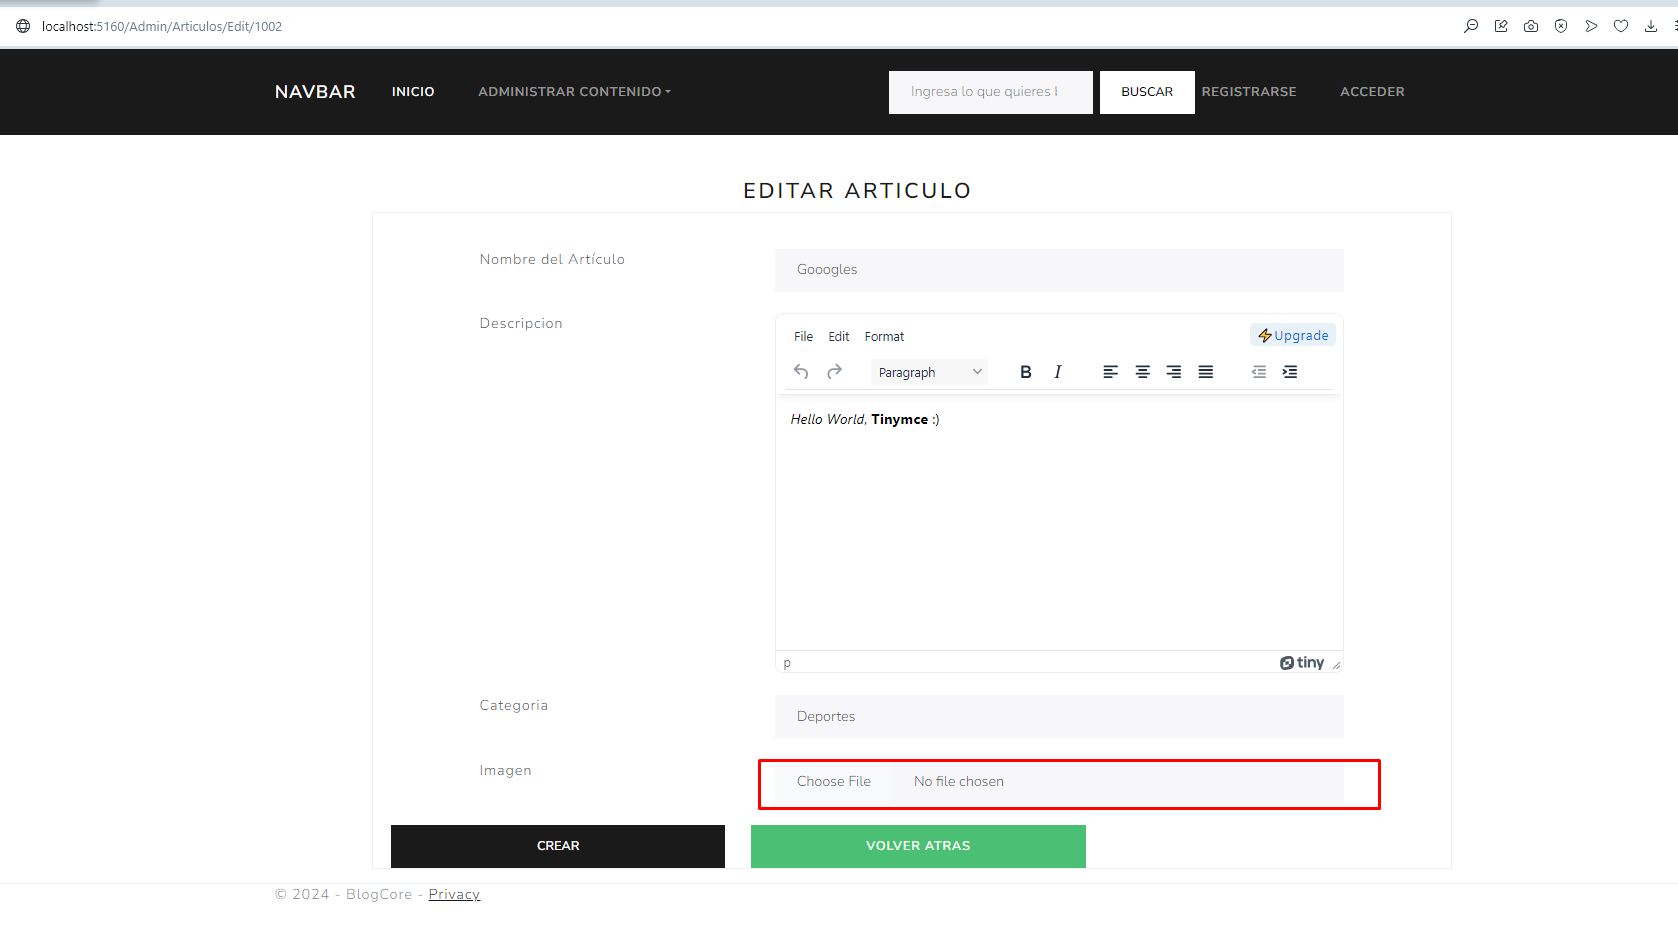 localhost:5160/Admin/Articulos/Edit/1002
NAVBAR INICIO ADMINISTRAR CONTENIDO Ingresa lo que quieres b BUSCAR REGISTRARSE ACCEDER
EDITAR ARTICULO
Nombre del Artículo Gooogles
Descripcion
File Edit Format Upgrade
Paragraph B I
Hello World, Tinymce :)
p tiny
Categoria Deportes
Imagen Choose File No file chosen
CREAR VOLVER ATRAS
© 2024 - BlogCore - Privacy